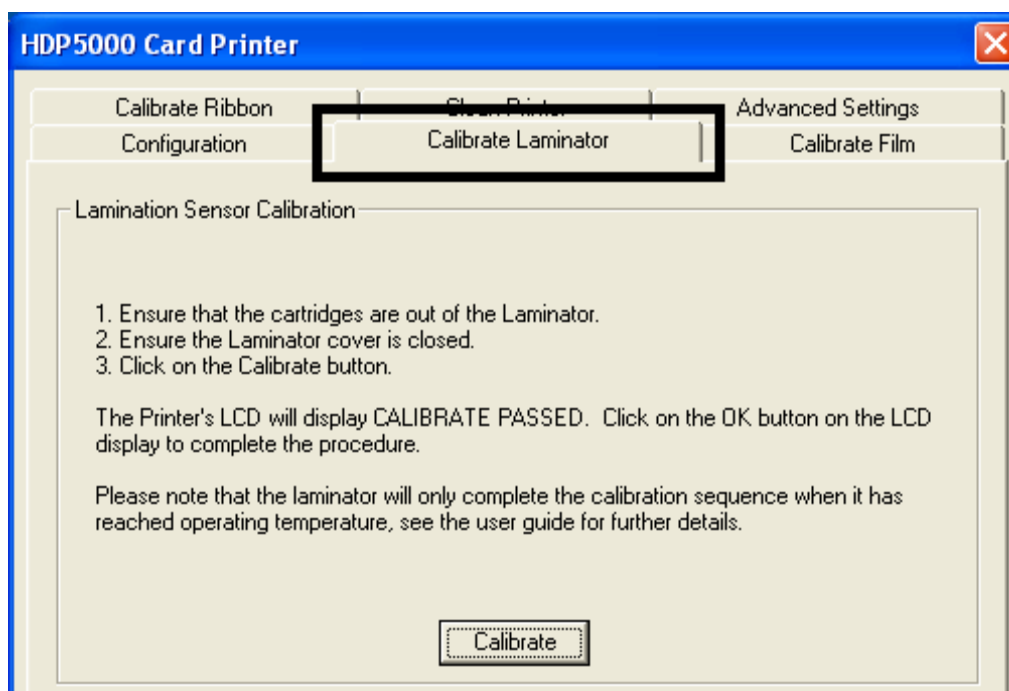 HDP5000 Card Printer
Calibrate Ribbon Clean Printer Advanced Settings
Configuration Calibrate Laminator Calibrate Film
Lamination Sensor Calibration
1. Ensure that the cartridges are out of the Laminator.
2. Ensure the Laminator cover is closed.
3. Click on the Calibrate button.
The Printer's LCD will display CALIBRATE PASSED. Click on the OK button on the LCD
display to complete the procedure.
Please note that the laminator will only complete the calibration sequence when it has
reached operating temperature, see the user guide for further details.
Calibrate